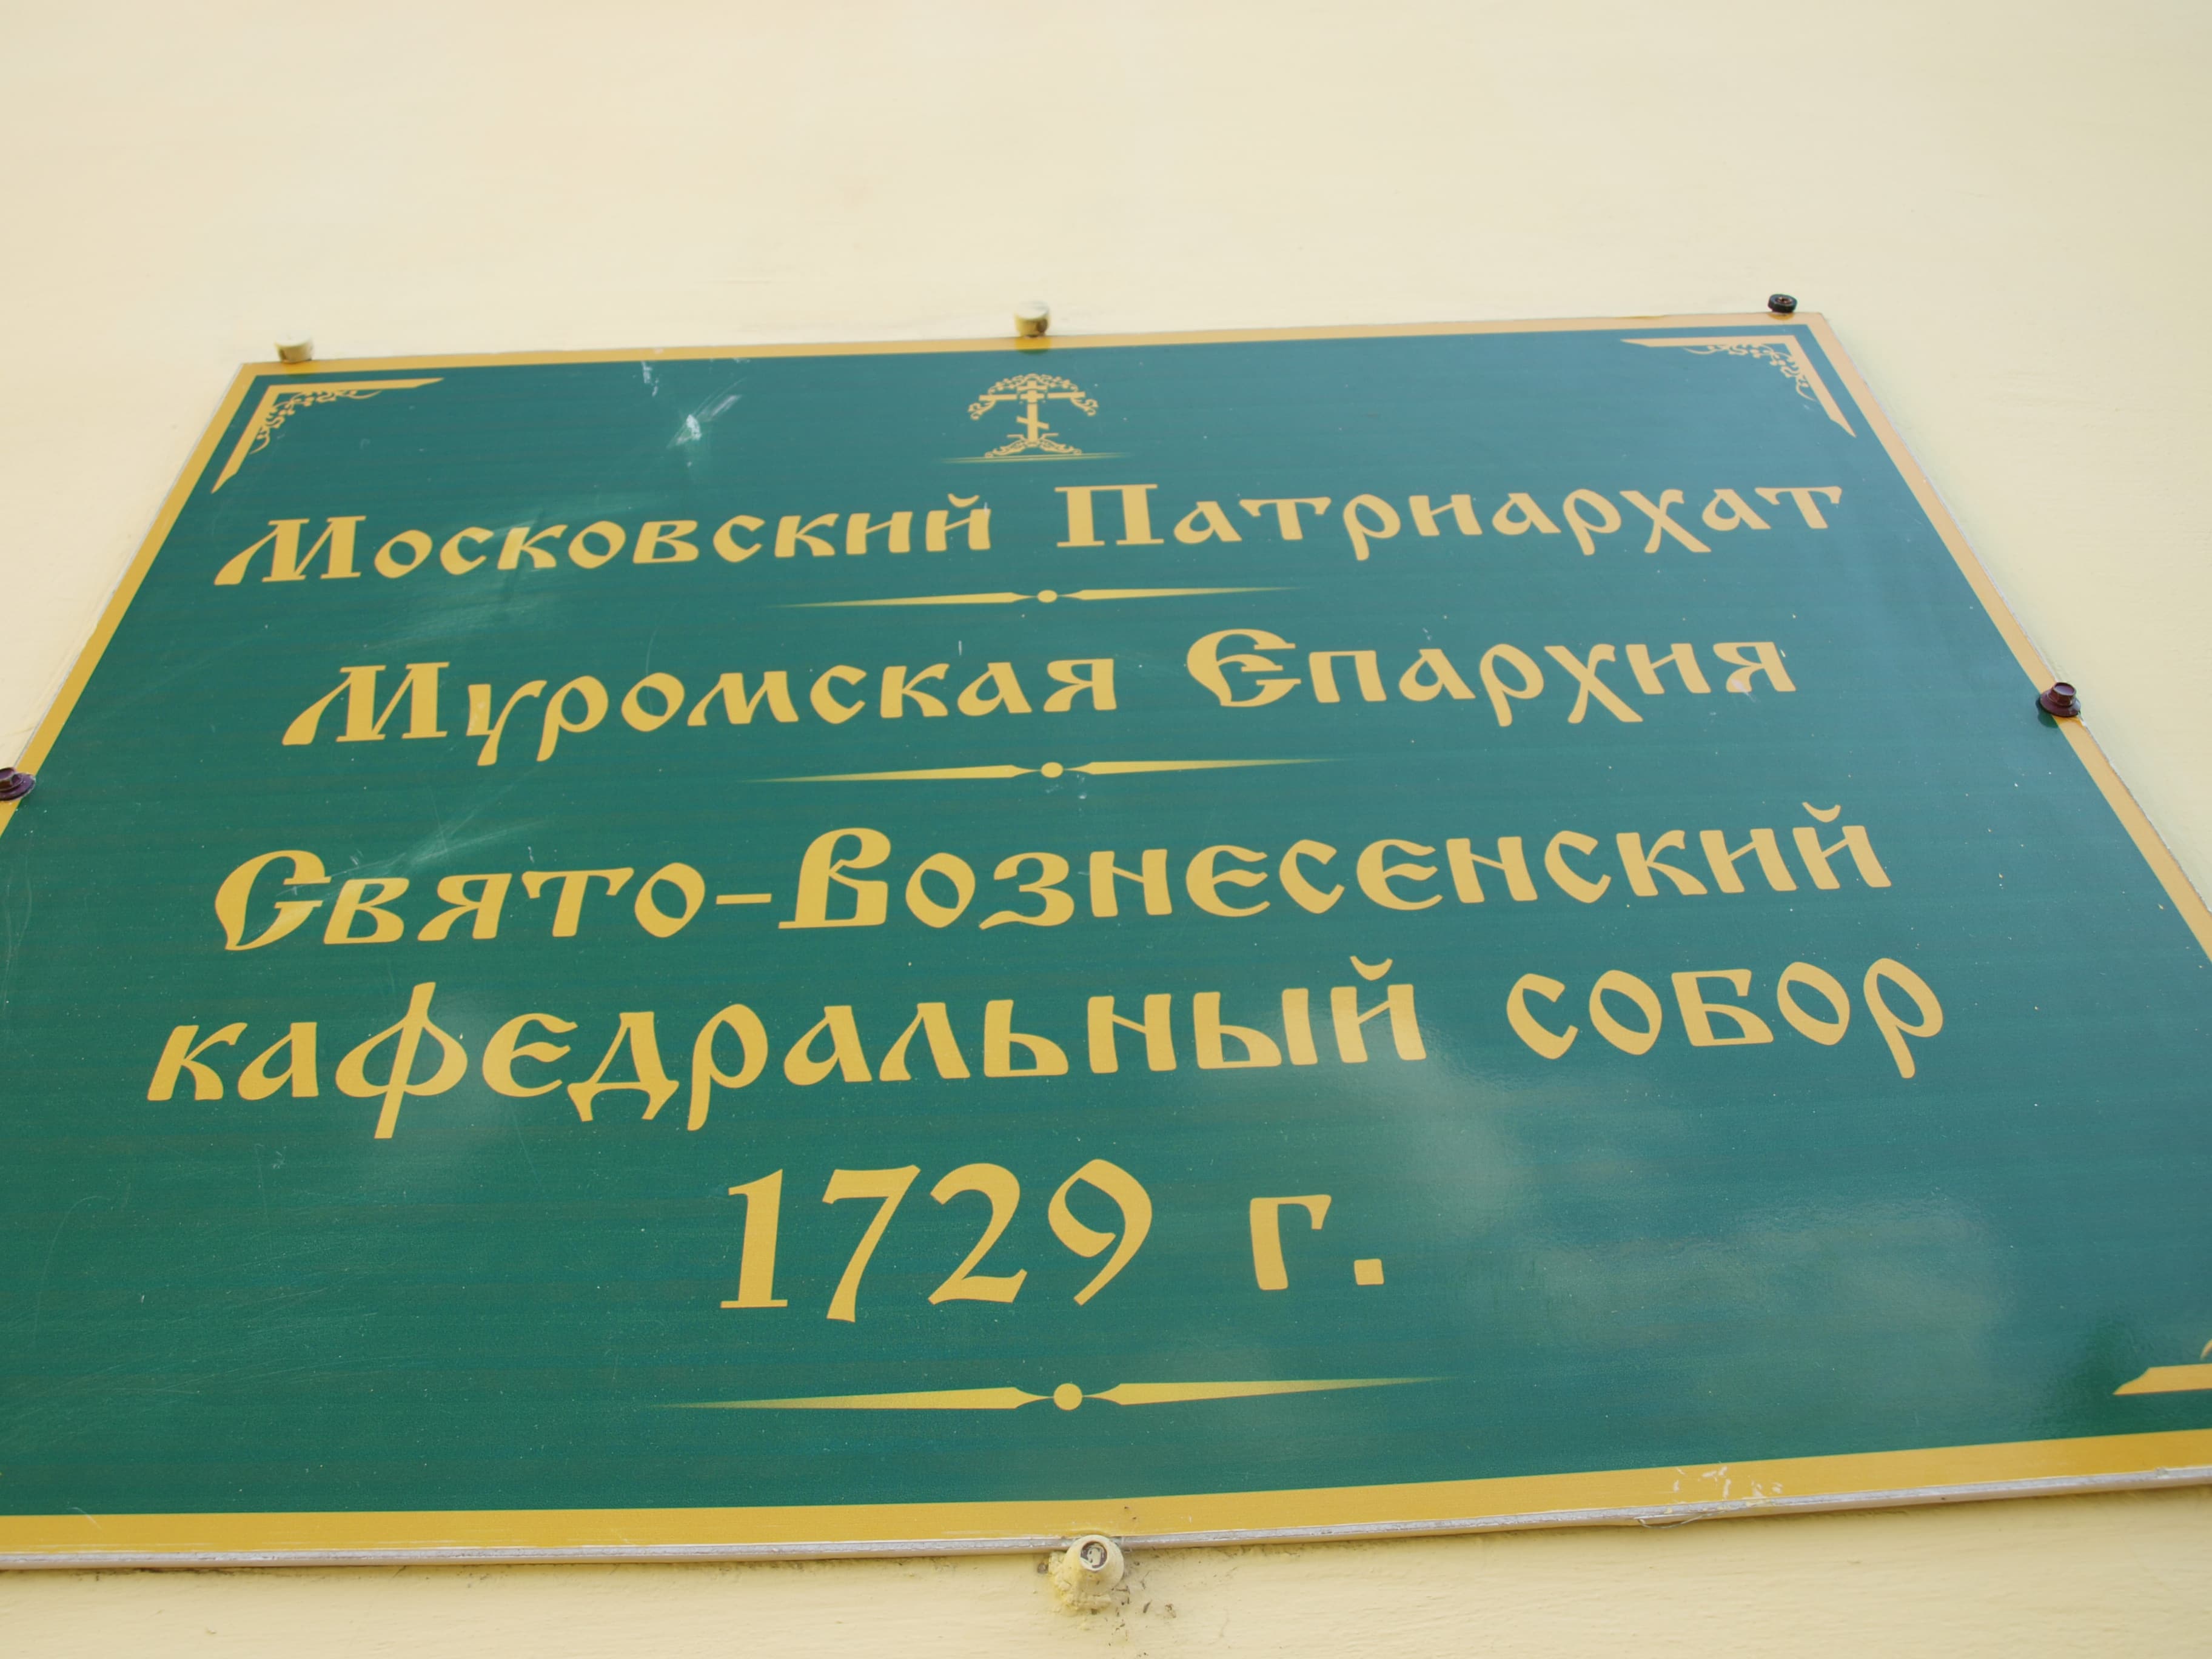 Московский Патриархат
Муромская Епархия
Свято-Вознесенский
кафедральный собор
1729 г.